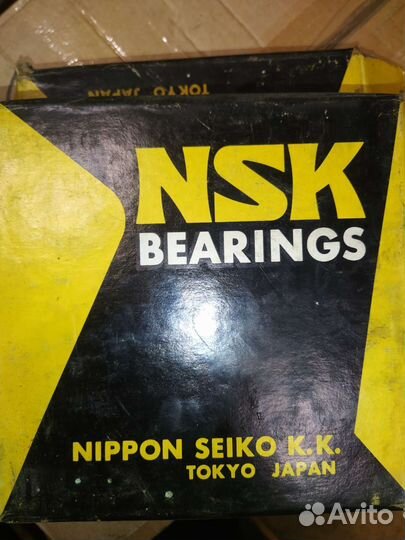 TOKYO JAPAN
NSK
BEARINGS
NIPPON SEIKO K.K.
TOKYO JAPAN
Avito